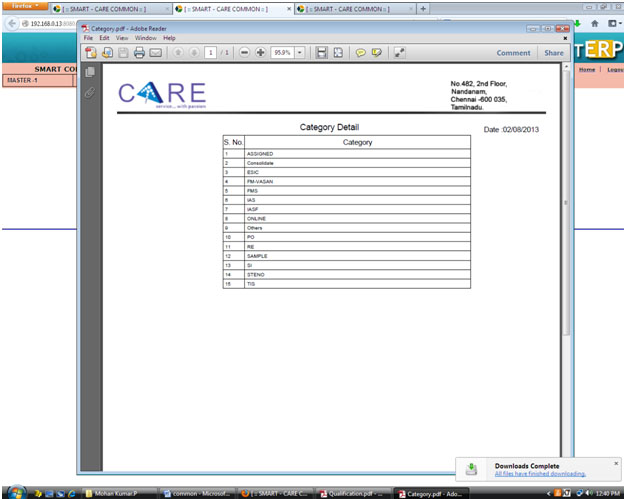 Firefox
[ :: SMART - CARE COMMON :: ] × [ :: SMART - CARE COMMON :: ] × [ :: SMART - CARE COMMON :: ] × +
192.168.0.13:8080
Category.pdf - Adobe Reader
File Edit View Window Help
1 / 1 95.9% Comment Share
TERP
SMART CO
Home | Logou
MASTER -1
CARE
service... with passion
No.482, 2nd Floor,
Nandanam,
Chennai -600 035,
Tamilnadu.
Category Detail
Date :02/08/2013
S. No. Category
1 ASSIGNED
2 Consolidate
3 ESIC
4 FM-VASAN
5 FMS
6 IAS
7 IASF
8 ONLINE
9 Others
10 PO
11 RE
12 SAMPLE
13 SI
14 STENO
15 TIG
Downloads Complete
All files have finished downloading.
Mohan Kumar.P common - Microsof... [ :: SMART - CARE C... Qualification.pdf - ... Category.pdf - Ado... 12:40 PM